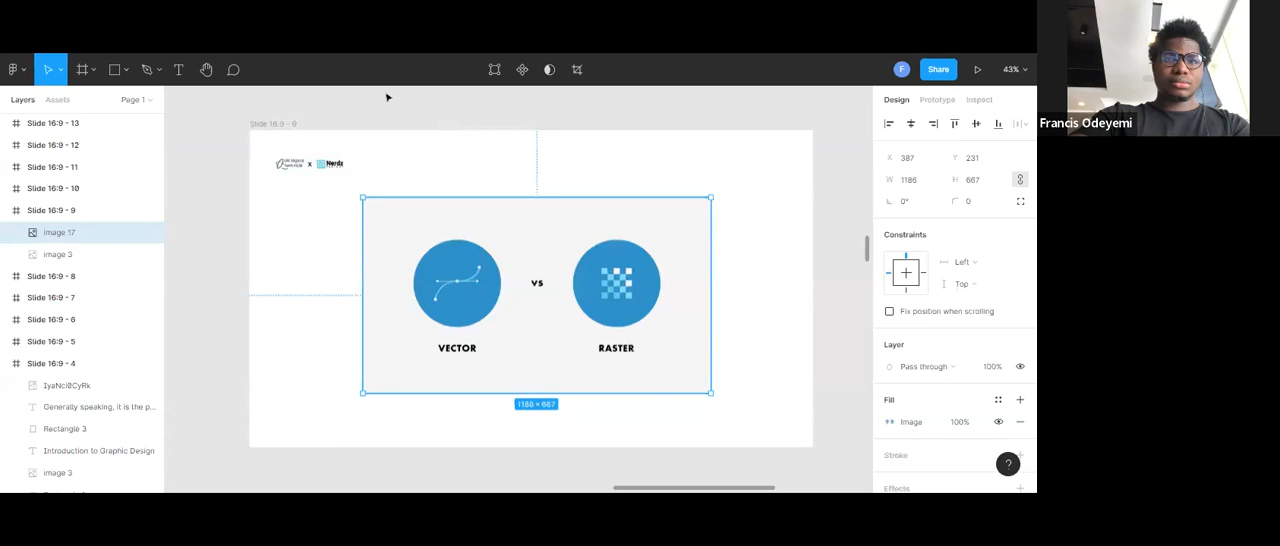 Share
43%
Layers
Assets
Page 1
Slide 16:9 - 13
Slide 16:9 - 12
Slide 16:9 - 11
Slide 16:9 - 10
Slide 16:9 - 9
image 17
image 3
Slide 16:9 - 8
Slide 16:9 - 7
Slide 16:9 - 6
Slide 16:9 - 5
Slide 16:9 - 4
IyaNci0CyRk
Generally speaking, it is the p...
Rectangle 3
Introduction to Graphic Design
image 3
Slide 16:9 - 9
x Nerdz
VS
VECTOR
RASTER
1186 × 667
F
Design
Prototype
Inspect
X 387
Y 231
W 1186
H 667
0°
0
Constraints
Left
Top
Fix position when scrolling
Layer
Pass through
100%
Fill
Image
100%
Stroke
Effects
?
Francis Odeyemi